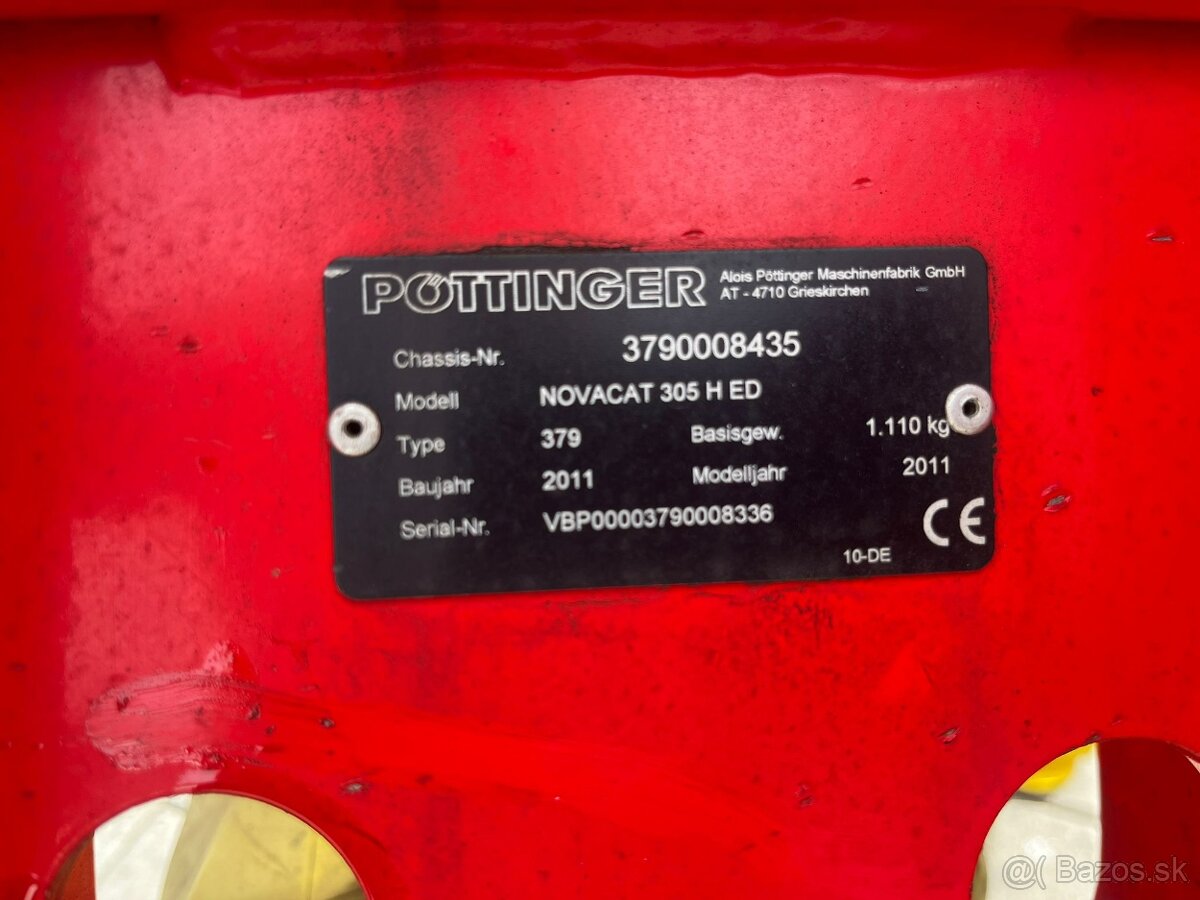 PÖTTINGER Alois Pöttinger Maschinenfabrik GmbH
AT - 4710 Grieskirchen
Chassis-Nr. 3790008435
Modell NOVACAT 305 H ED
Type 379 Basisgew. 1.110 kg
Baujahr 2011 Modelljahr 2011
Serial-Nr. VBP00003790008336
CE
10-DE
@( Bazos.sk